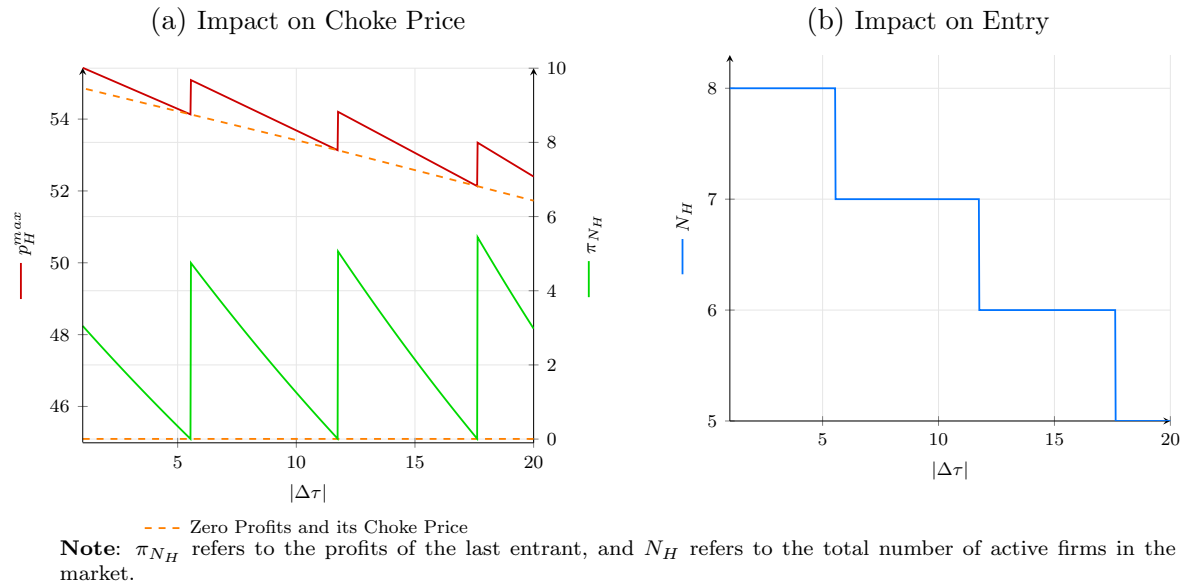 (a) Impact on Choke Price
(b) Impact on Entry
54
52
50
48
46
10
8
6
4
2
0
5
10
15
20
p_H^{max}
π_{N_H}
|Δτ|
Zero Profits and its Choke Price
8
7
6
5
5
10
15
20
N_H
|Δτ|
Note: π_{N_H} refers to the profits of the last entrant, and N_H refers to the total number of active firms in the
market.